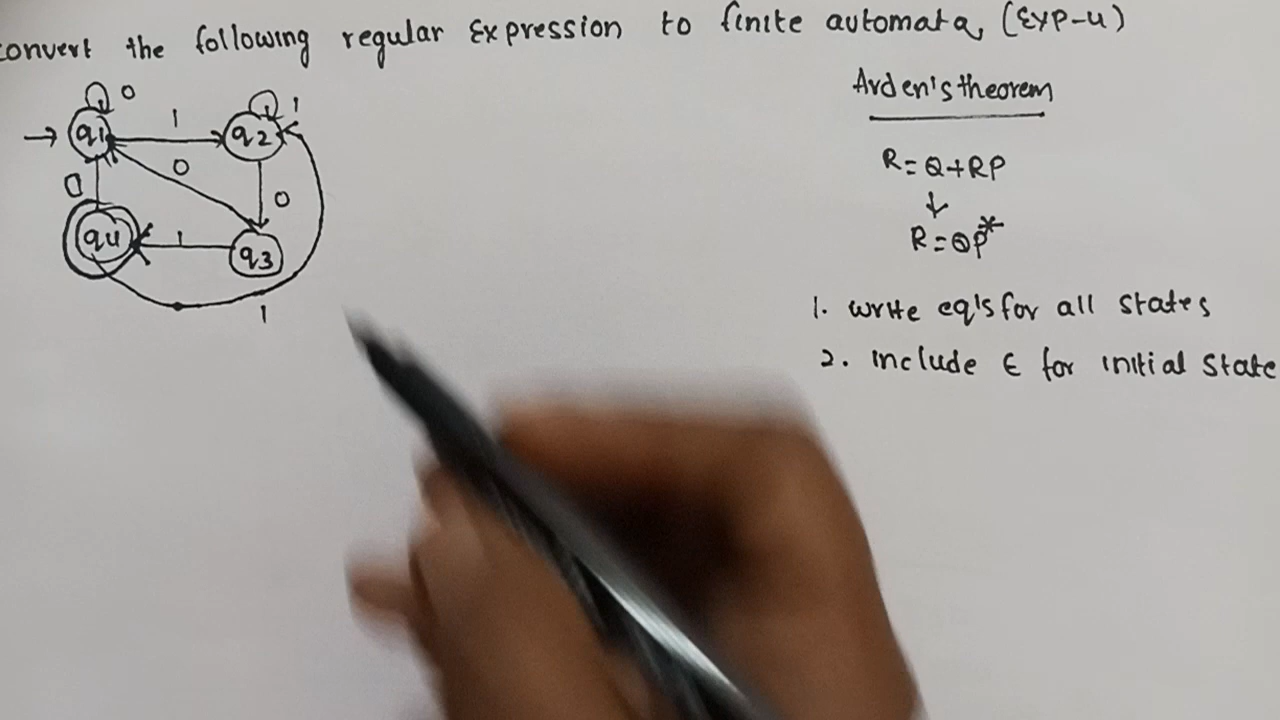 convert the following regular Expression to finite automata (Exp-4)
Arden's theorem
R = Q+RP
R = QP*
1. write eq's for all states
2. include ε for initial state
0
1
q1
1
q2
0
0
0
q4
1
q3
1